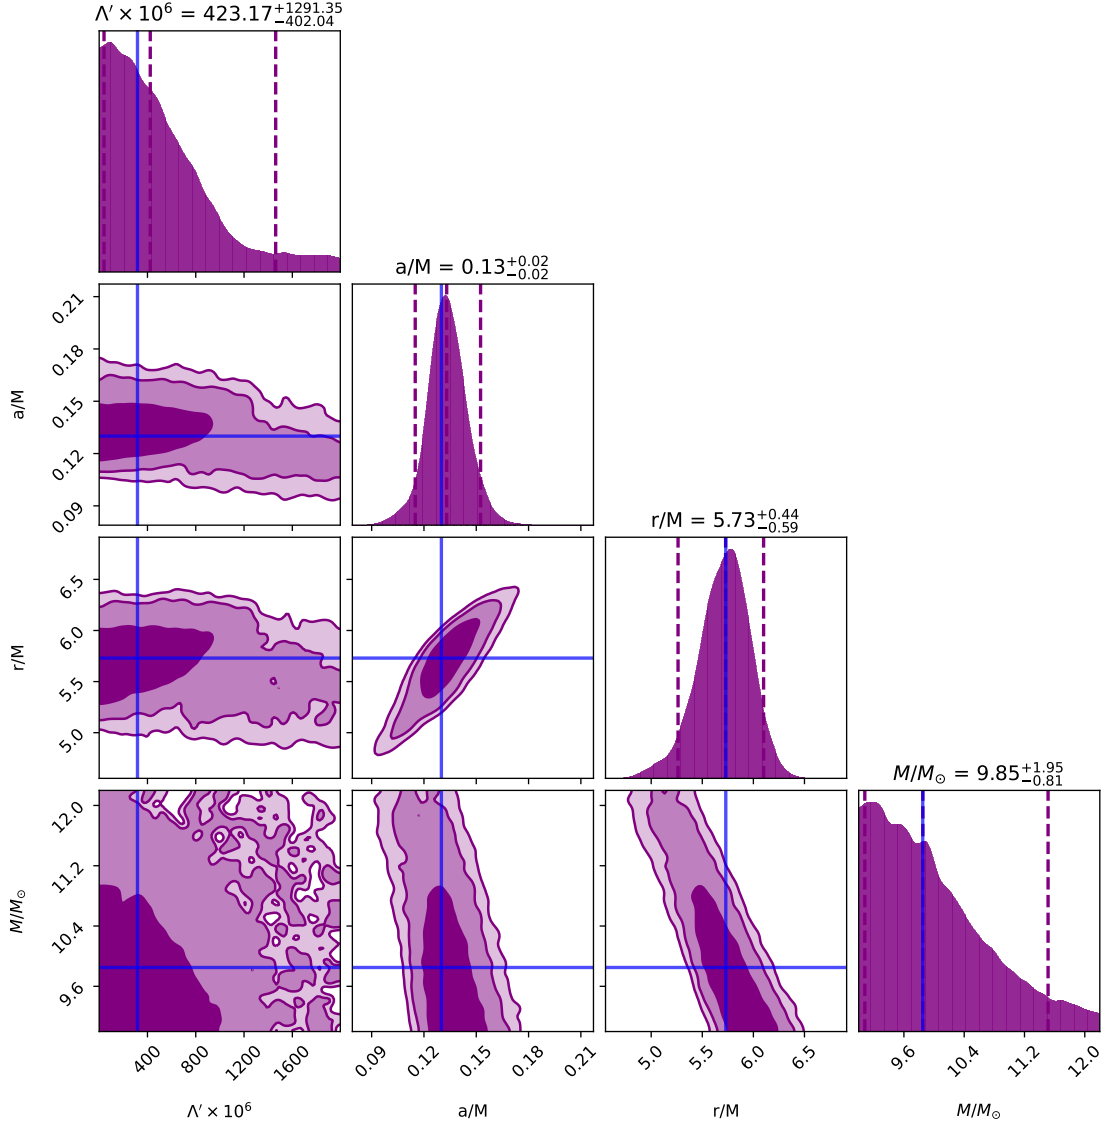 Λ′ × 10⁶ = 423.17+1291.35 −402.04
a/M = 0.13+0.02 −0.02
0.21
0.18
0.15
0.12
0.09
a/M
r/M = 5.73+0.44 −0.59
6.5
6.0
5.5
5.0
r/M
M/M⊙ = 9.85+1.95 −0.81
12.0
11.2
10.4
9.6
M/M⊙
400 800 1200 1600
0.09 0.12 0.15 0.18 0.21
5.0 5.5 6.0 6.5
9.6 10.4 11.2 12.0
Λ′ × 10⁶ a/M r/M M/M⊙